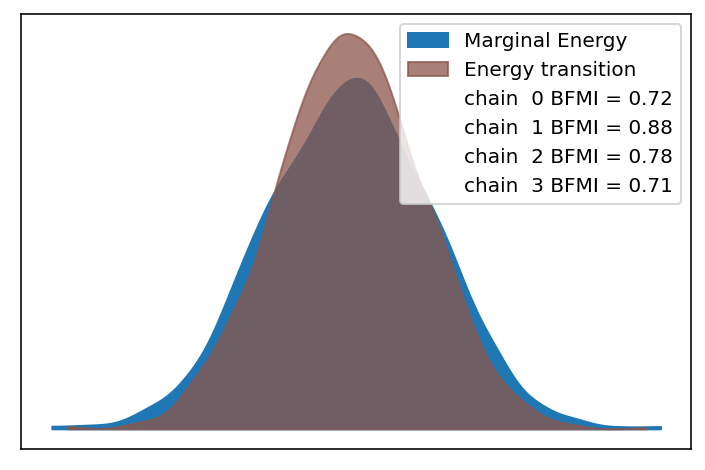 Marginal Energy
Energy transition
chain  0 BFMI = 0.72
chain  1 BFMI = 0.88
chain  2 BFMI = 0.78
chain  3 BFMI = 0.71